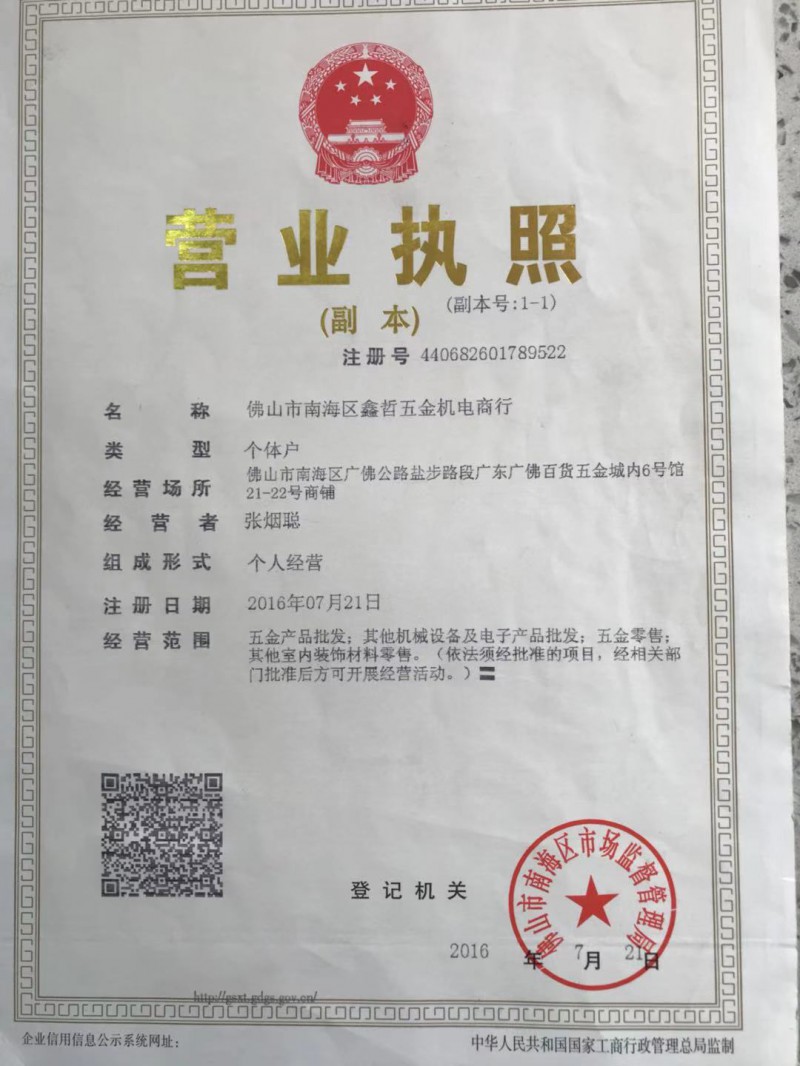 营业执照
(副 本) (副本号:1-1)
注册号 440682601789522
名称 佛山市南海区鑫哲五金机电商行
类型 个体户
经营场所 佛山市南海区广佛公路盐步路段广东广佛百货五金城内6号馆
21-22号商铺
经营者 张烟聪
组成形式 个人经营
注册日期 2016年07月21日
经营范围 五金产品批发；其他机械设备及电子产品批发；五金零售；
其他室内装饰材料零售。（依法须经批准的项目，经相关部
门批准后方可开展经营活动。）
佛山市南海区市场监督管理局
登记机关
2016 年 7 月 21 日
http://gsxt.gdgs.gov.cn/
企业信用信息公示系统网址：
中华人民共和国国家工商行政管理总局监制